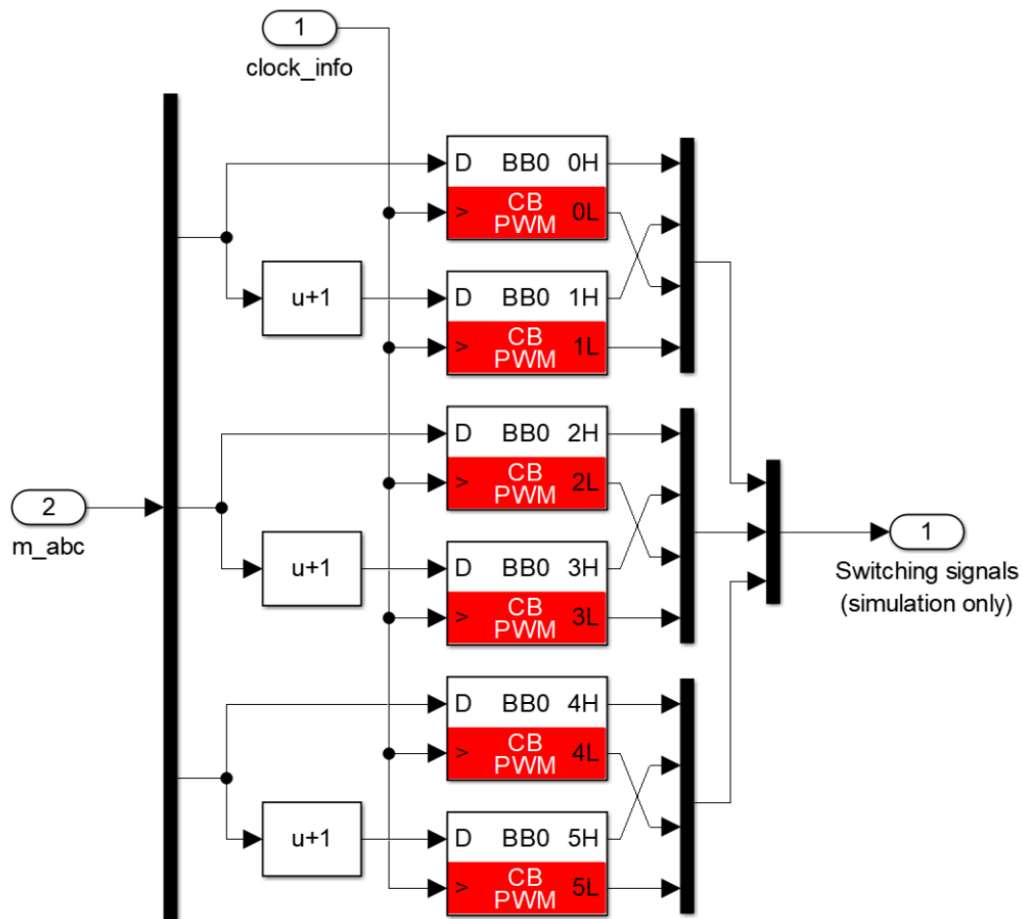 1
clock_info
D BB0 0H
> CB PWM 0L
u+1
D BB0 1H
> CB PWM 1L
D BB0 2H
> CB PWM 2L
2
m_abc
u+1
D BB0 3H
> CB PWM 3L
1
Switching signals
(simulation only)
D BB0 4H
> CB PWM 4L
u+1
D BB0 5H
> CB PWM 5L